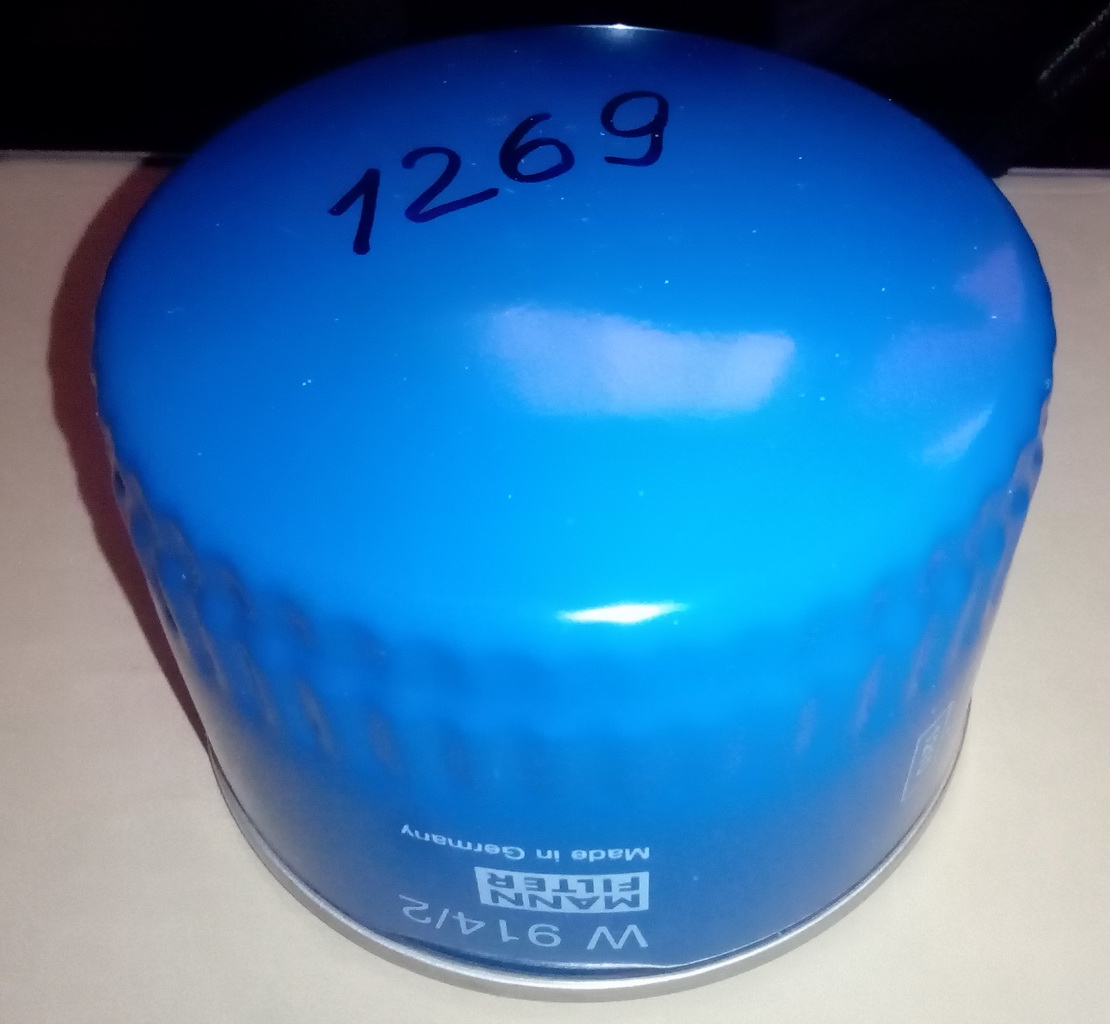 1269
W 914/2
MANN
FILTER
Made in Germany